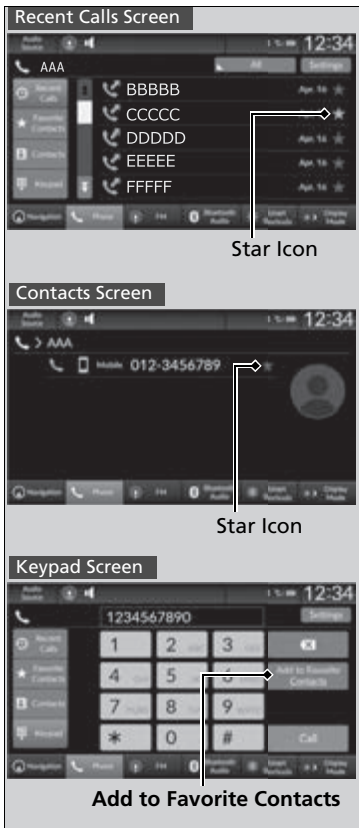 Recent Calls Screen
Audio Source 12:34
AAA All Settings
Recent Calls
Favorite Contacts
Contacts
Keypad
BBBBB Apr. 16
CCCCC
DDDDD Apr. 16
EEEEE Apr. 16
FFFFF Apr. 16
Navigation Phone FM Bluetooth Audio Smart Shortcuts Display Mode
Star Icon
Contacts Screen
Audio Source 12:34
> AAA
Mobile 012-3456789
Navigation Phone FM Bluetooth Audio Smart Shortcuts Display Mode
Star Icon
Keypad Screen
Audio Source 12:34
1234567890 Settings
Recent Calls
Favorite Contacts
Contacts
Keypad
1 2 3
4 5 6 Add to Favorite Contacts
7 8 9
* 0 # Call
Navigation Phone FM Bluetooth Audio Smart Shortcuts Display Mode
Add to Favorite Contacts